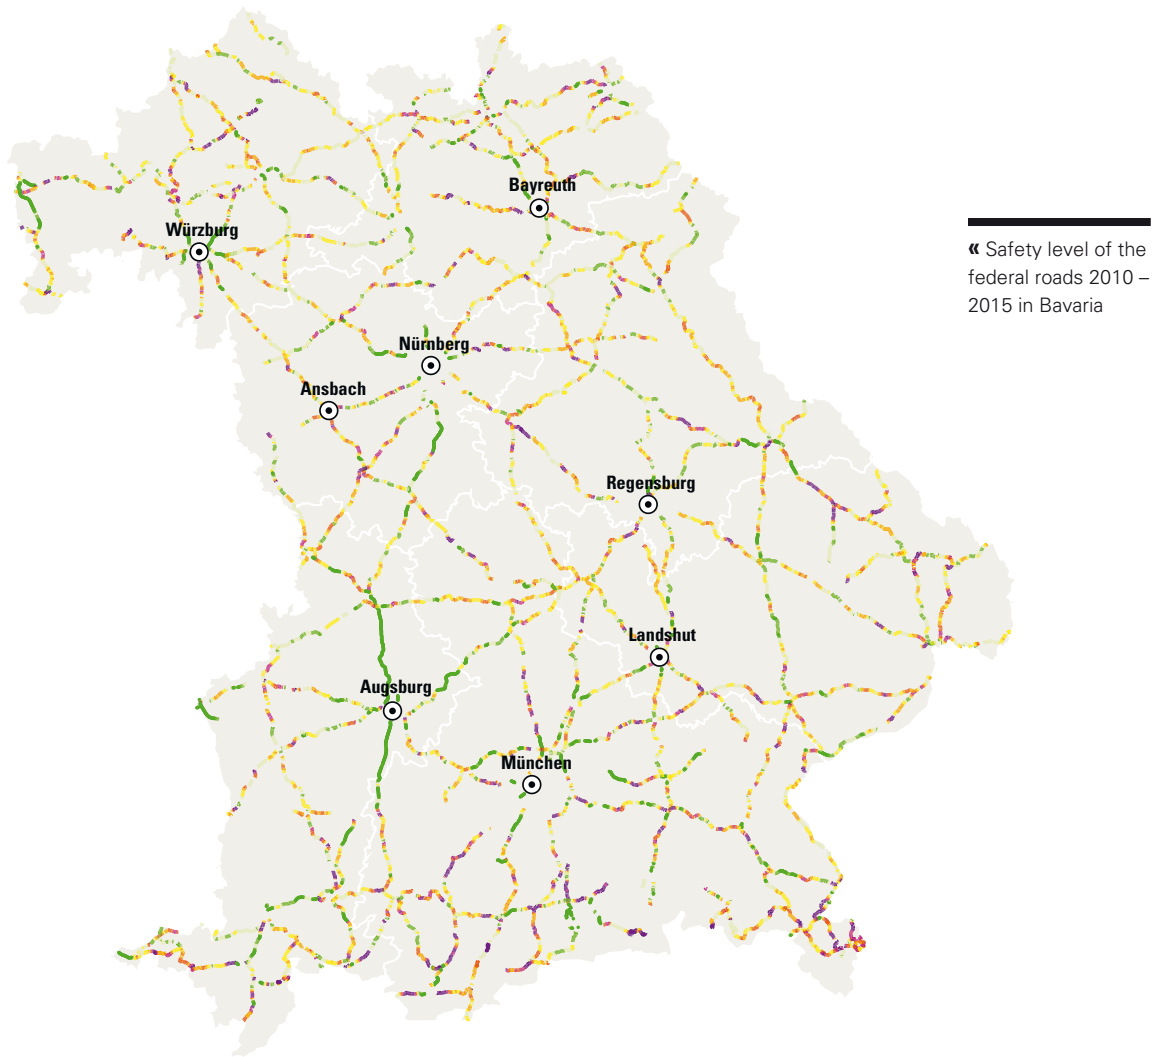 Bayreuth
Würzburg
« Safety level of the
federal roads 2010 –
2015 in Bavaria
Nürnberg
Ansbach
Regensburg
Landshut
Augsburg
München